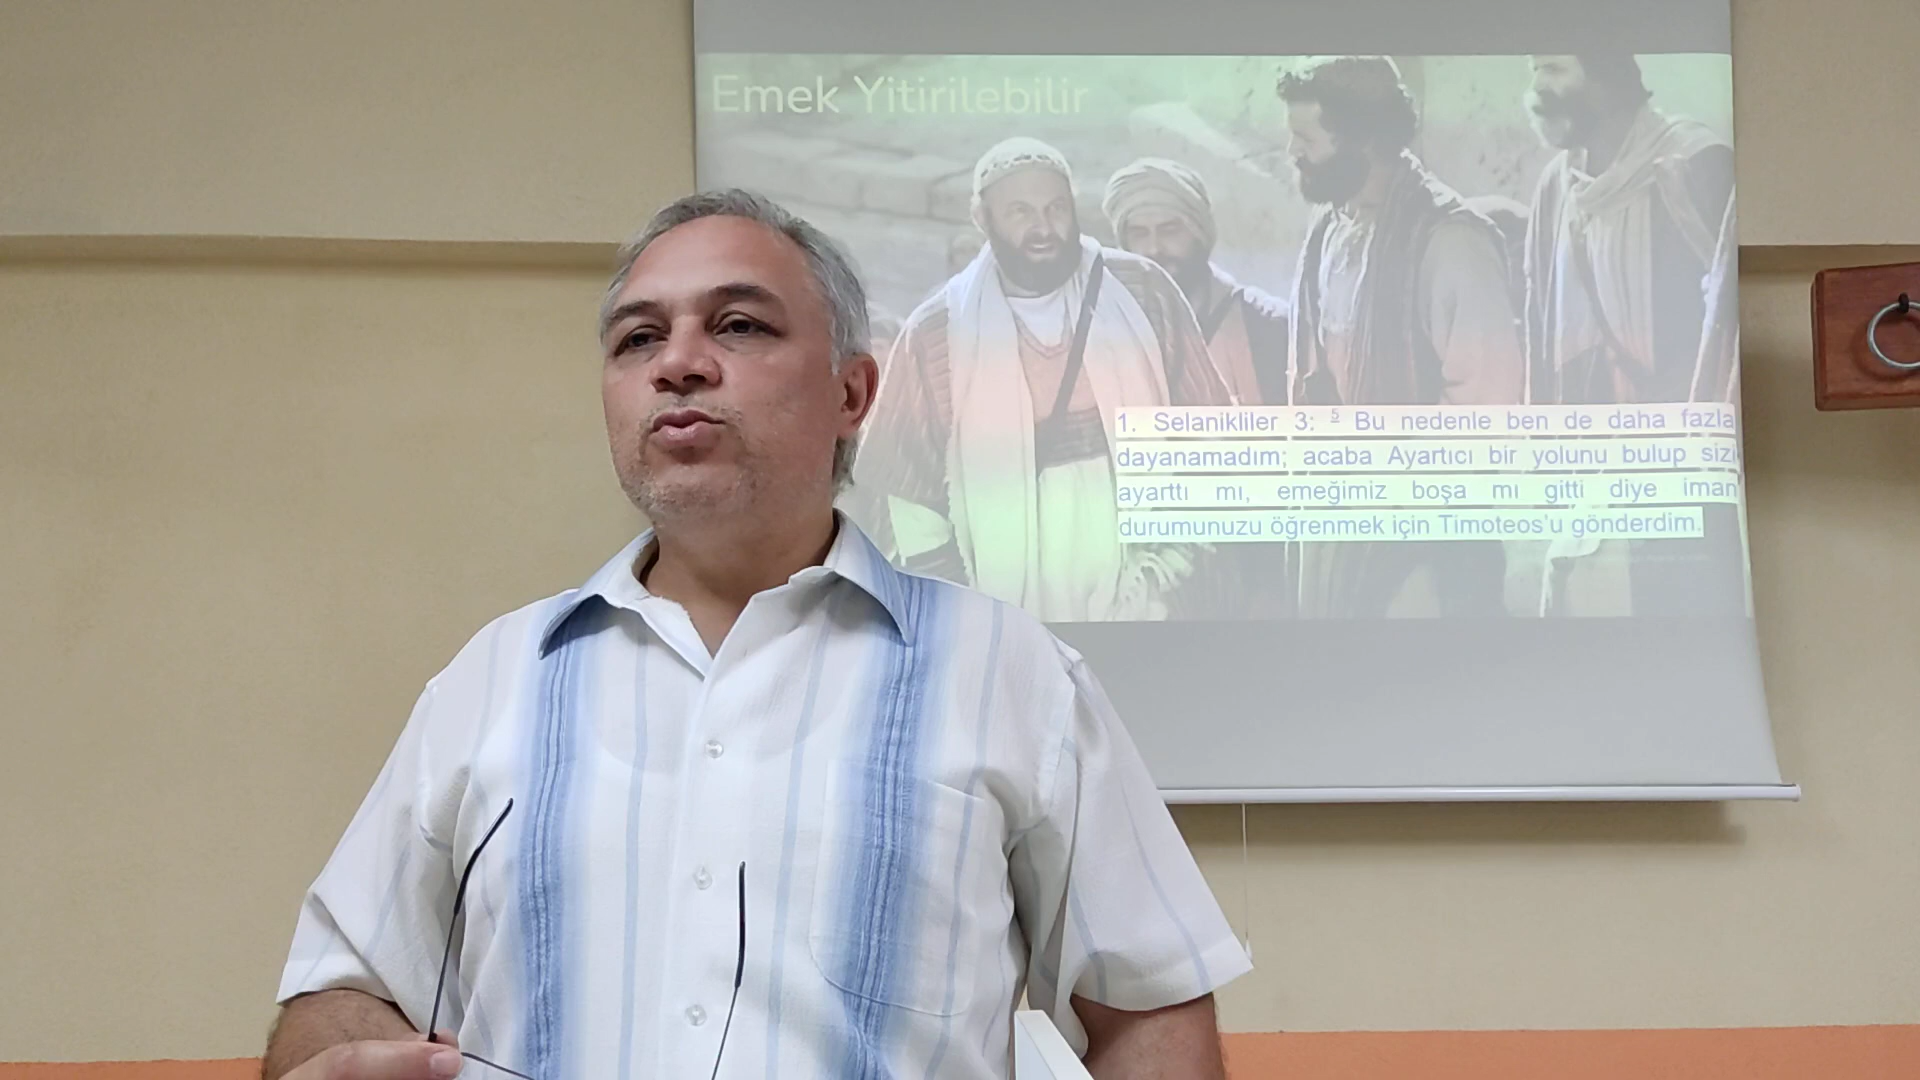 Emek Yitirilebilir
1. Selanikliler 3: ⁵ Bu nedenle ben de daha fazla
dayanamadım; acaba Ayartıcı bir yolunu bulup sizi
ayarttı mı, emeğimiz boşa mı gitti diye iman
durumunuzu öğrenmek için Timoteos'u gönderdim.